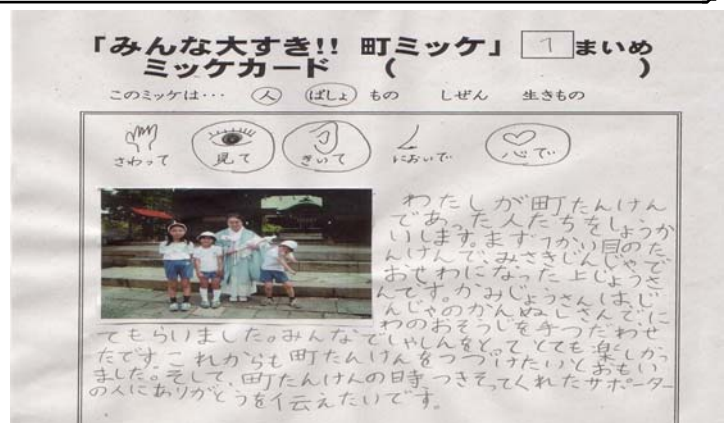 「みんな大すき!! 町ミッケ」 1 まいめ
ミッケカード ( )
このミッケは・・・ 人 ばしょ もの しぜん 生きもの
さわって 見て きいて においで 心で
わたしが町たんけん
であった人たちをしょうか
いします。まず1かい目のた
んけんで、みさきじんじゃで
おせわになった上じょうさ
んです。かみじょうさんはじ
んじゃのかんぬしさんでに
わのおそうじを手つだわせ
てもらいました。みんなでしゃしんをとってとても楽しかっ
たです。これからも町たんけんをつづけたいとおもい
ました。そして、町たんけんの時つきそってくれたサポーター
の人にありがとうを伝えたいです。